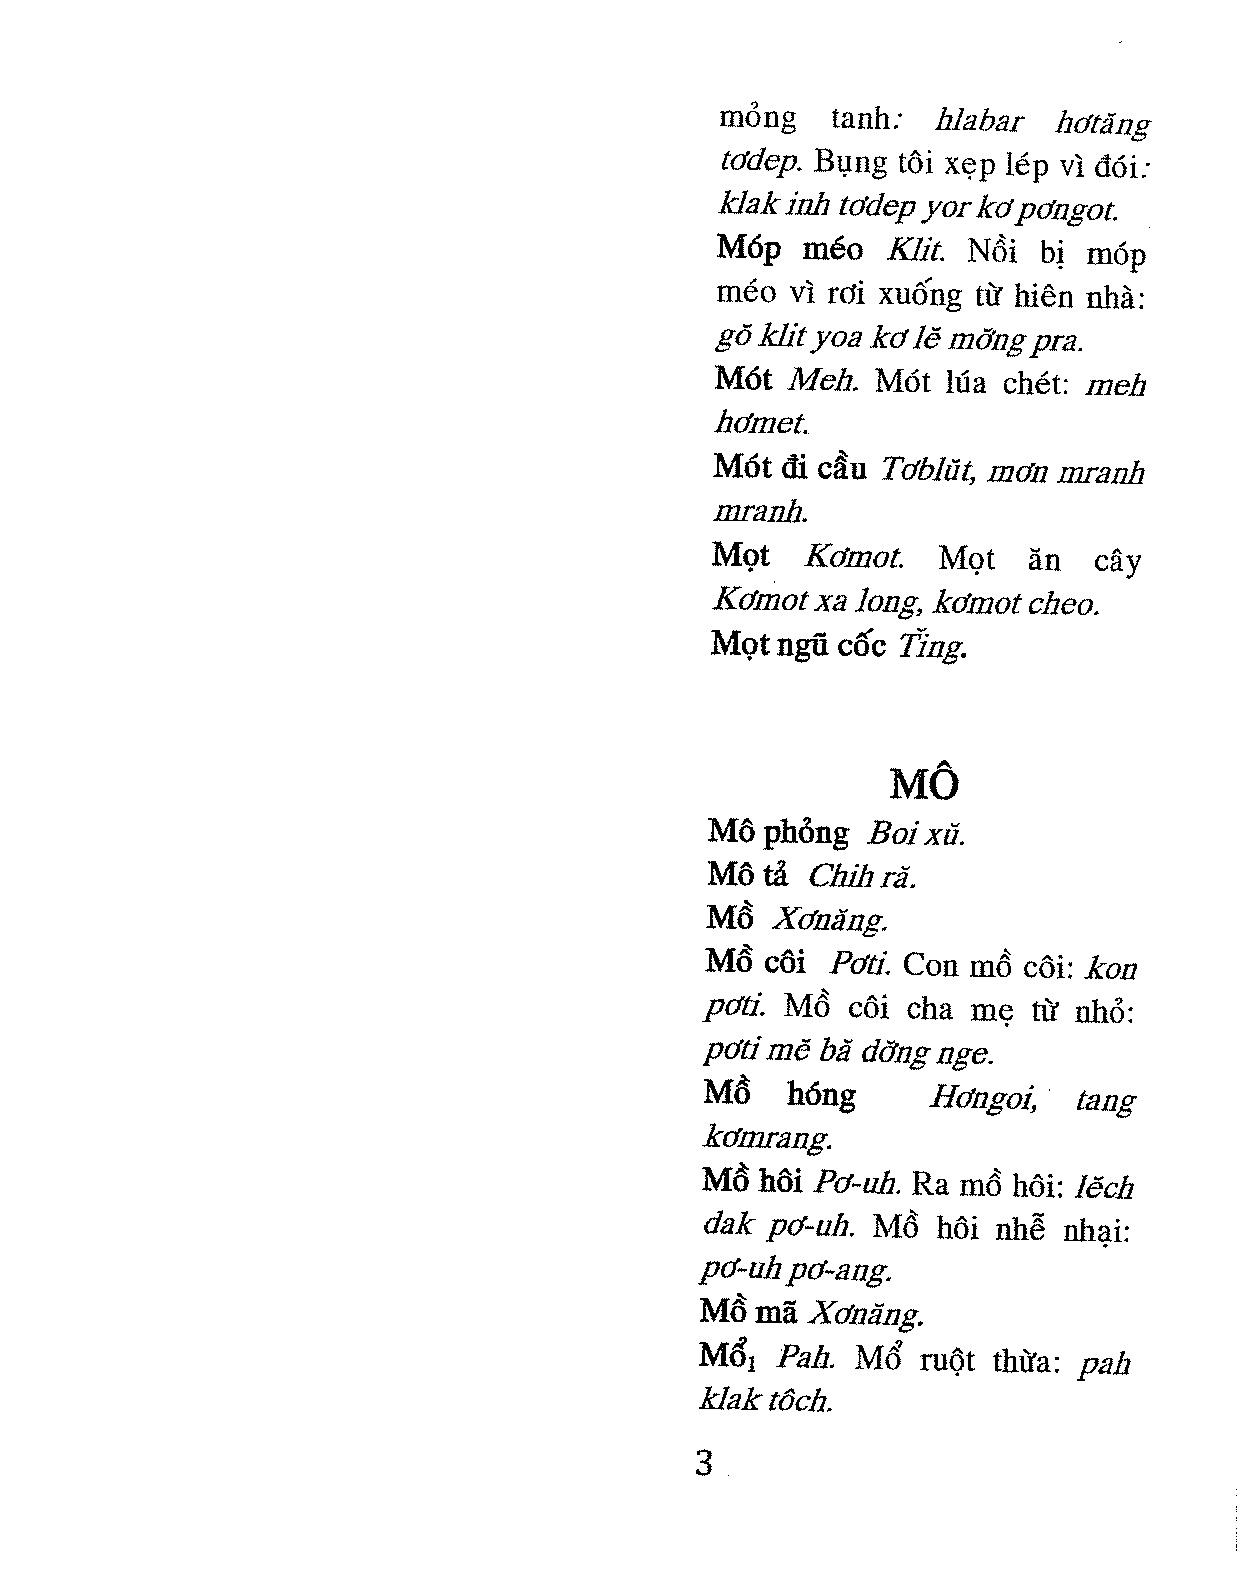 mỏng tanh: hlabar hơtăng
tơdep. Bụng tôi xẹp lép vì đói:
klak inh tơdep yor kơ pơngot.
Móp méo Klit. Nồi bị móp
méo vì rơi xuống từ hiên nhà:
gŏ klit yoa kơ lĕ mơ̆ng pra.
Mót Meh. Mót lúa chét: meh
hơmet.
Mót đi cầu Tơblŭt, mơn mranh
mranh.
Mọt Kơmot. Mọt ăn cây
Kơmot xa long, kơmot cheo.
Mọt ngũ cốc Tĭng.
MÔ
Mô phỏng Boi xŭ.
Mô tả Chih ră.
Mồ Xơnăng.
Mồ côi Pơti. Con mồ côi: kon
pơti. Mồ côi cha mẹ từ nhỏ:
pơti mĕ bă dơ̆ng nge.
Mồ hóng Hơngoi, tang
kơmrang.
Mồ hôi Pơ-uh. Ra mồ hôi: lĕch
dak pơ-uh. Mồ hôi nhễ nhại:
pơ-uh pơ-ang.
Mồ mã Xơnăng.
Mổ₁ Pah. Mổ ruột thừa: pah
klak tôch.
3